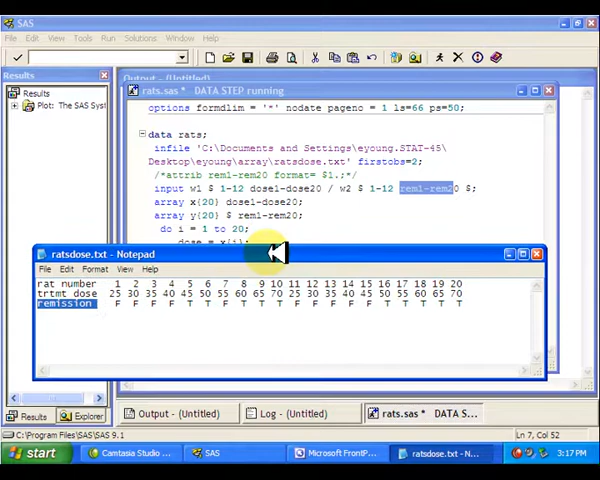 SAS
File Edit View Tools Run Solutions Window Help
Results
Output - (Untitled)
rats.sas * DATA STEP running
Results
Plot: The SAS Syst
options formdlim = '*' nodate pageno = 1 ls=66 ps=50;
data rats;
infile 'C:\Documents and Settings\eyoung.STAT-45\
Desktop\eyoung\array\ratsdose.txt' firstobs=2;
/*attrib rem1-rem20 format= $1.;*/
input w1 $ 1-12 dose1-dose20 / w2 $ 1-12 rem1-rem20 $;
array x{20} dose1-dose20;
array y{20} $ rem1-rem20;
do i = 1 to 20;
dose = x{i};
ratsdose.txt - Notepad
File Edit Format View Help
rat number 1 2 3 4 5 6 7 8 9 10 11 12 13 14 15 16 17 18 19 20
trtmt dose 25 30 35 40 45 50 55 60 65 70 25 30 35 40 45 50 55 60 65 70
remission F F F F T T F T F T F F F F F T T T T T
Results Explorer
Output - (Untitled) Log - (Untitled) rats.sas * DATA S...
C:\Program Files\SAS\SAS 9.1
Ln 7, Col 52
start Camtasia Studio ... SAS Microsoft FrontP... ratsdose.txt - N... 3:17 PM